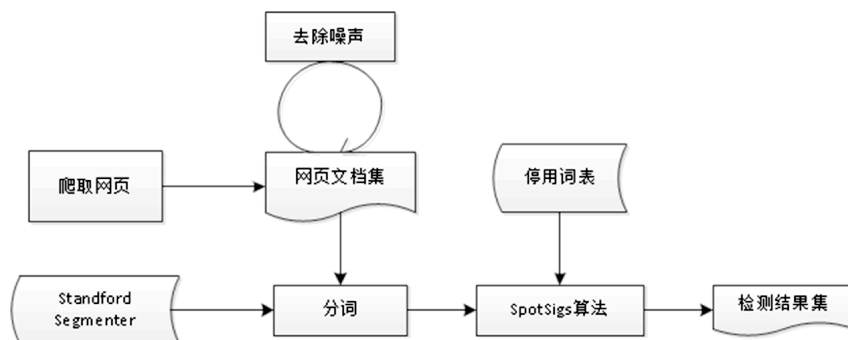 去除噪声
爬取网页
网页文档集
停用词表
Standford
Segmenter
分词
SpotSigs算法
检测结果集